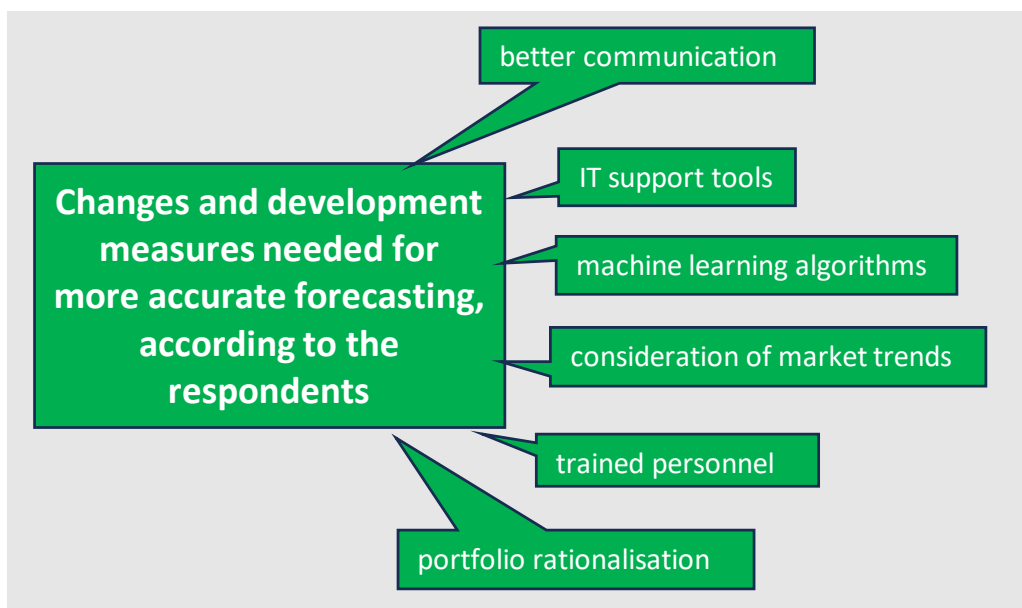 better communication
IT support tools
Changes and development
measures needed for
more accurate forecasting,
according to the
respondents
machine learning algorithms
consideration of market trends
trained personnel
portfolio rationalisation